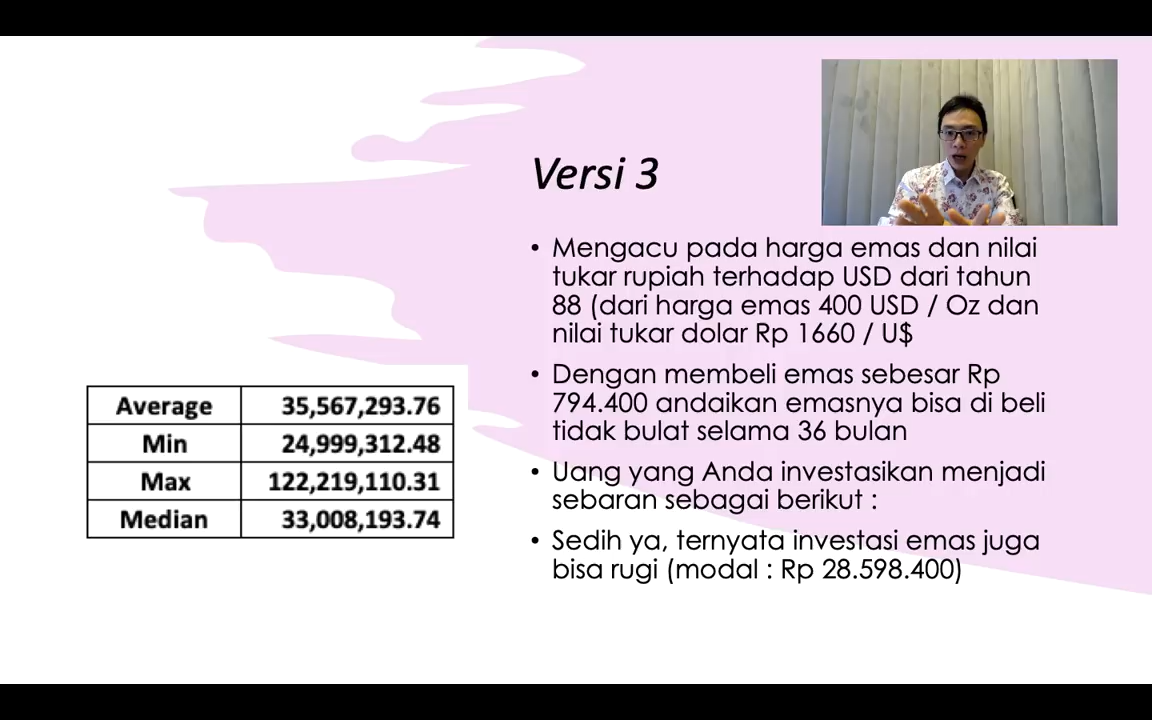 Versi 3
• Mengacu pada harga emas dan nilai
tukar rupiah terhadap USD dari tahun
88 (dari harga emas 400 USD / Oz dan
nilai tukar dolar Rp 1660 / U$
• Dengan membeli emas sebesar Rp
794.400 andaikan emasnya bisa di beli
tidak bulat selama 36 bulan
• Uang yang Anda investasikan menjadi
sebaran sebagai berikut :
• Sedih ya, ternyata investasi emas juga
bisa rugi (modal : Rp 28.598.400)
Average 35,567,293.76
Min 24,999,312.48
Max 122,219,110.31
Median 33,008,193.74